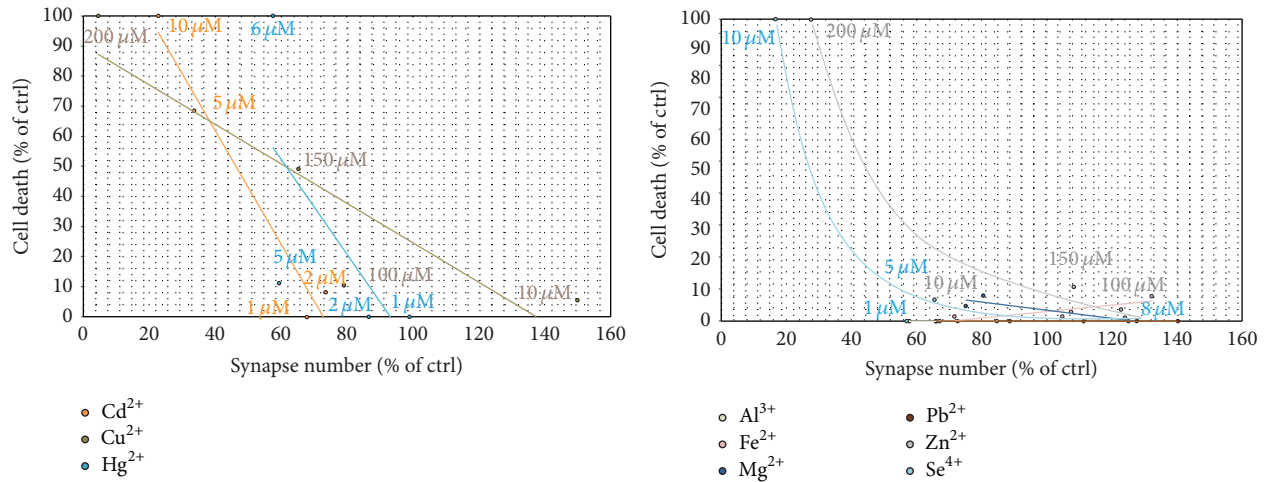 100
90
80
70
60
50
40
30
20
10
0
Cell death (% of ctrl)
200 μM
10 μM
6 μM
5 μM
150 μM
5 μM
2 μM
100 μM
10 μM
1 μM
2 μM
1 μM
0 20 40 60 80 100 120 140 160
Synapse number (% of ctrl)
Cd2+
Cu2+
Hg2+
100
90
80
70
60
50
40
30
20
10
0
Cell death (% of ctrl)
10 μM
200 μM
5 μM
150 μM
10 μM
100 μM
1 μM
8 μM
0 20 40 60 80 100 120 140 160
Synapse number (% of ctrl)
Al3+
Fe2+
Mg2+
Pb2+
Zn2+
Se4+